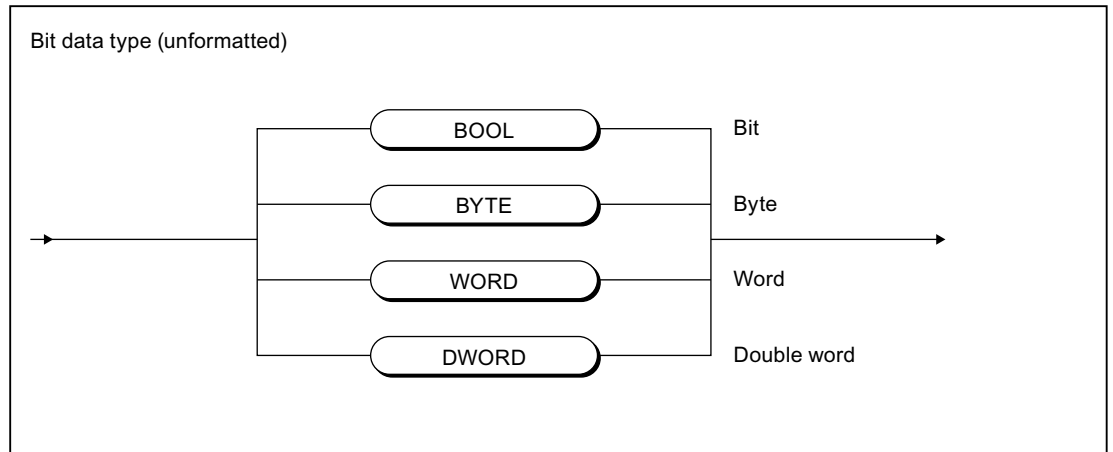 Bit data type (unformatted)
BOOL Bit
BYTE Byte
WORD Word
DWORD Double word